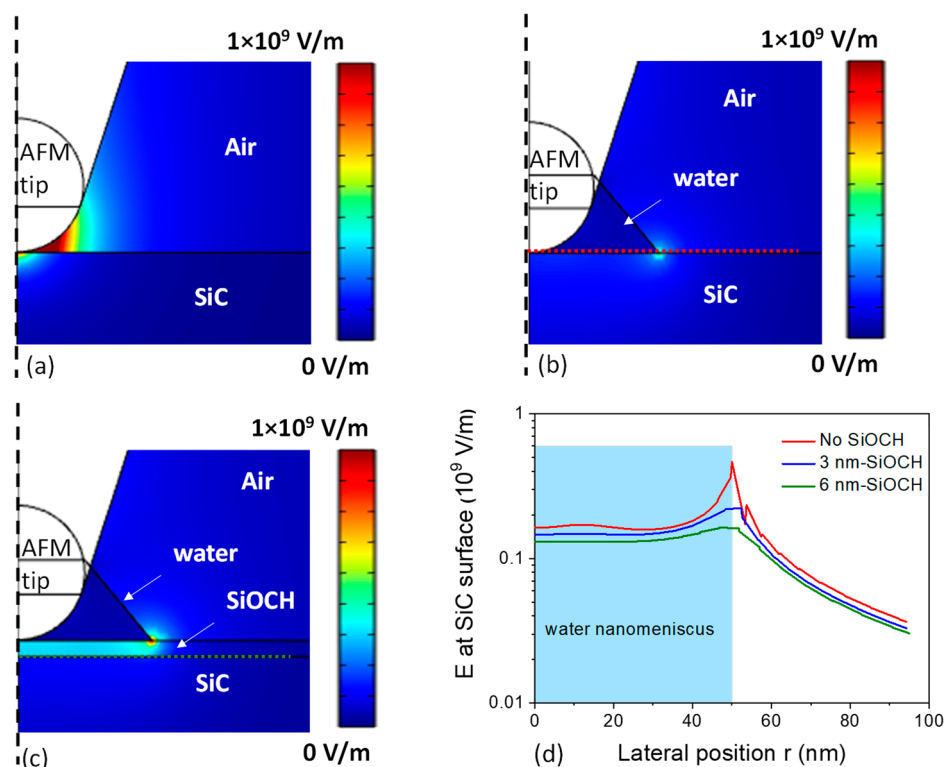 1×10⁹ V/m
AFM
tip
Air
SiC
0 V/m
(a)
1×10⁹ V/m
AFM
tip
Air
water
SiC
0 V/m
(b)
1×10⁹ V/m
AFM
tip
Air
water
SiOCH
SiC
0 V/m
(c)
E at SiC surface (10⁹ V/m)
1
0.1
0.01
No SiOCH
3 nm-SiOCH
6 nm-SiOCH
water nanomeniscus
0 20 40 60 80 100
(d)
Lateral position r (nm)